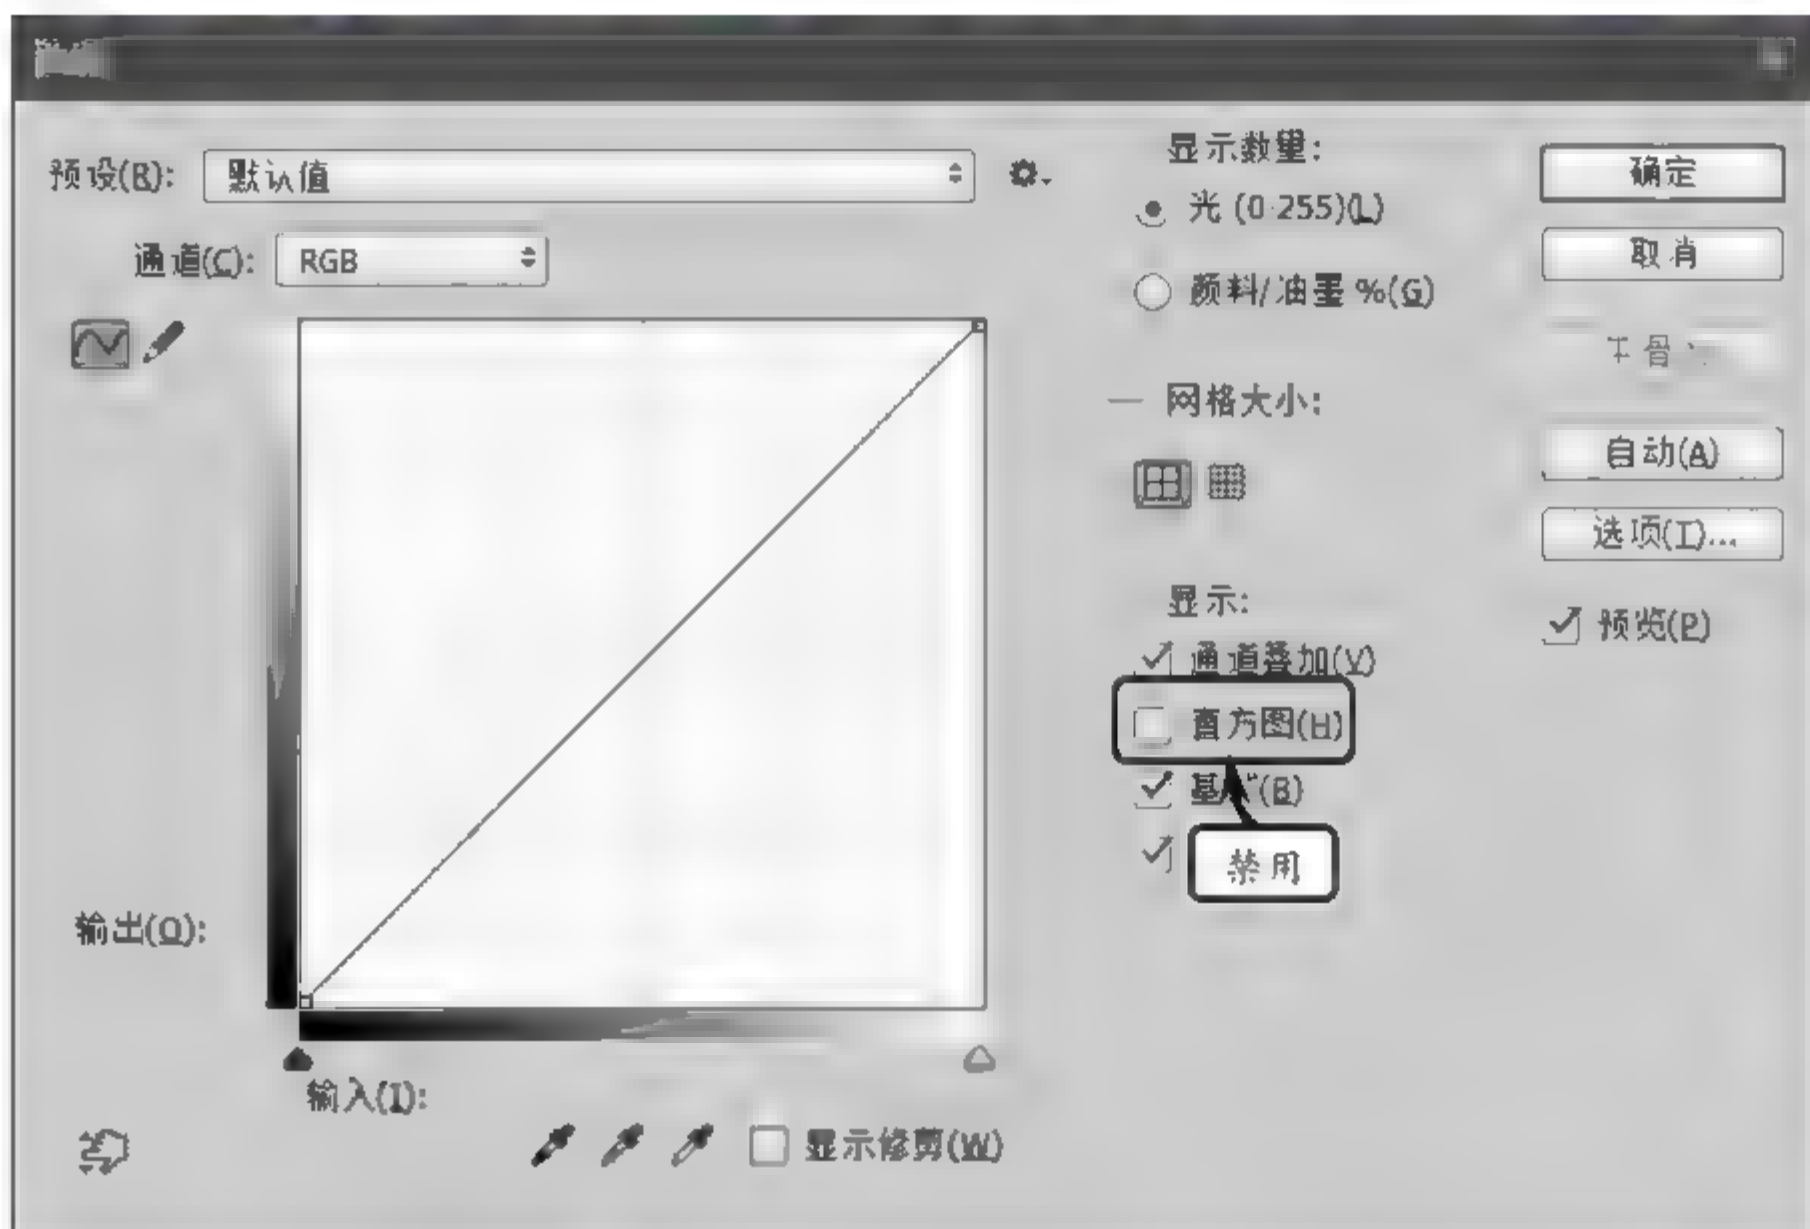 预设(R): 默认值
通道(C): RGB
输出(O):
输入(I):
显示修剪(W)
显示数量:
光 (0-255)(L)
颜料/油墨 %(G)
网格大小:
显示:
通道叠加(V)
直方图(H)
(B)
禁用
确定
取消
自动(A)
选项(T)...
预览(P)